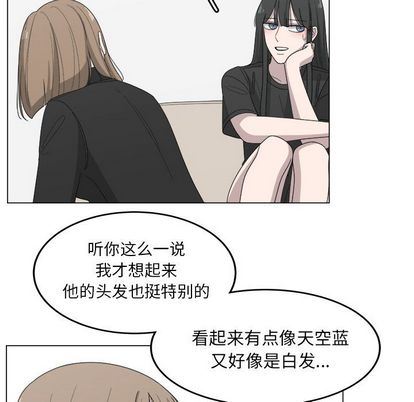 听你这么一说
我才想起来
他的头发也挺特别的
看起来有点像天空蓝
又好像是白发...